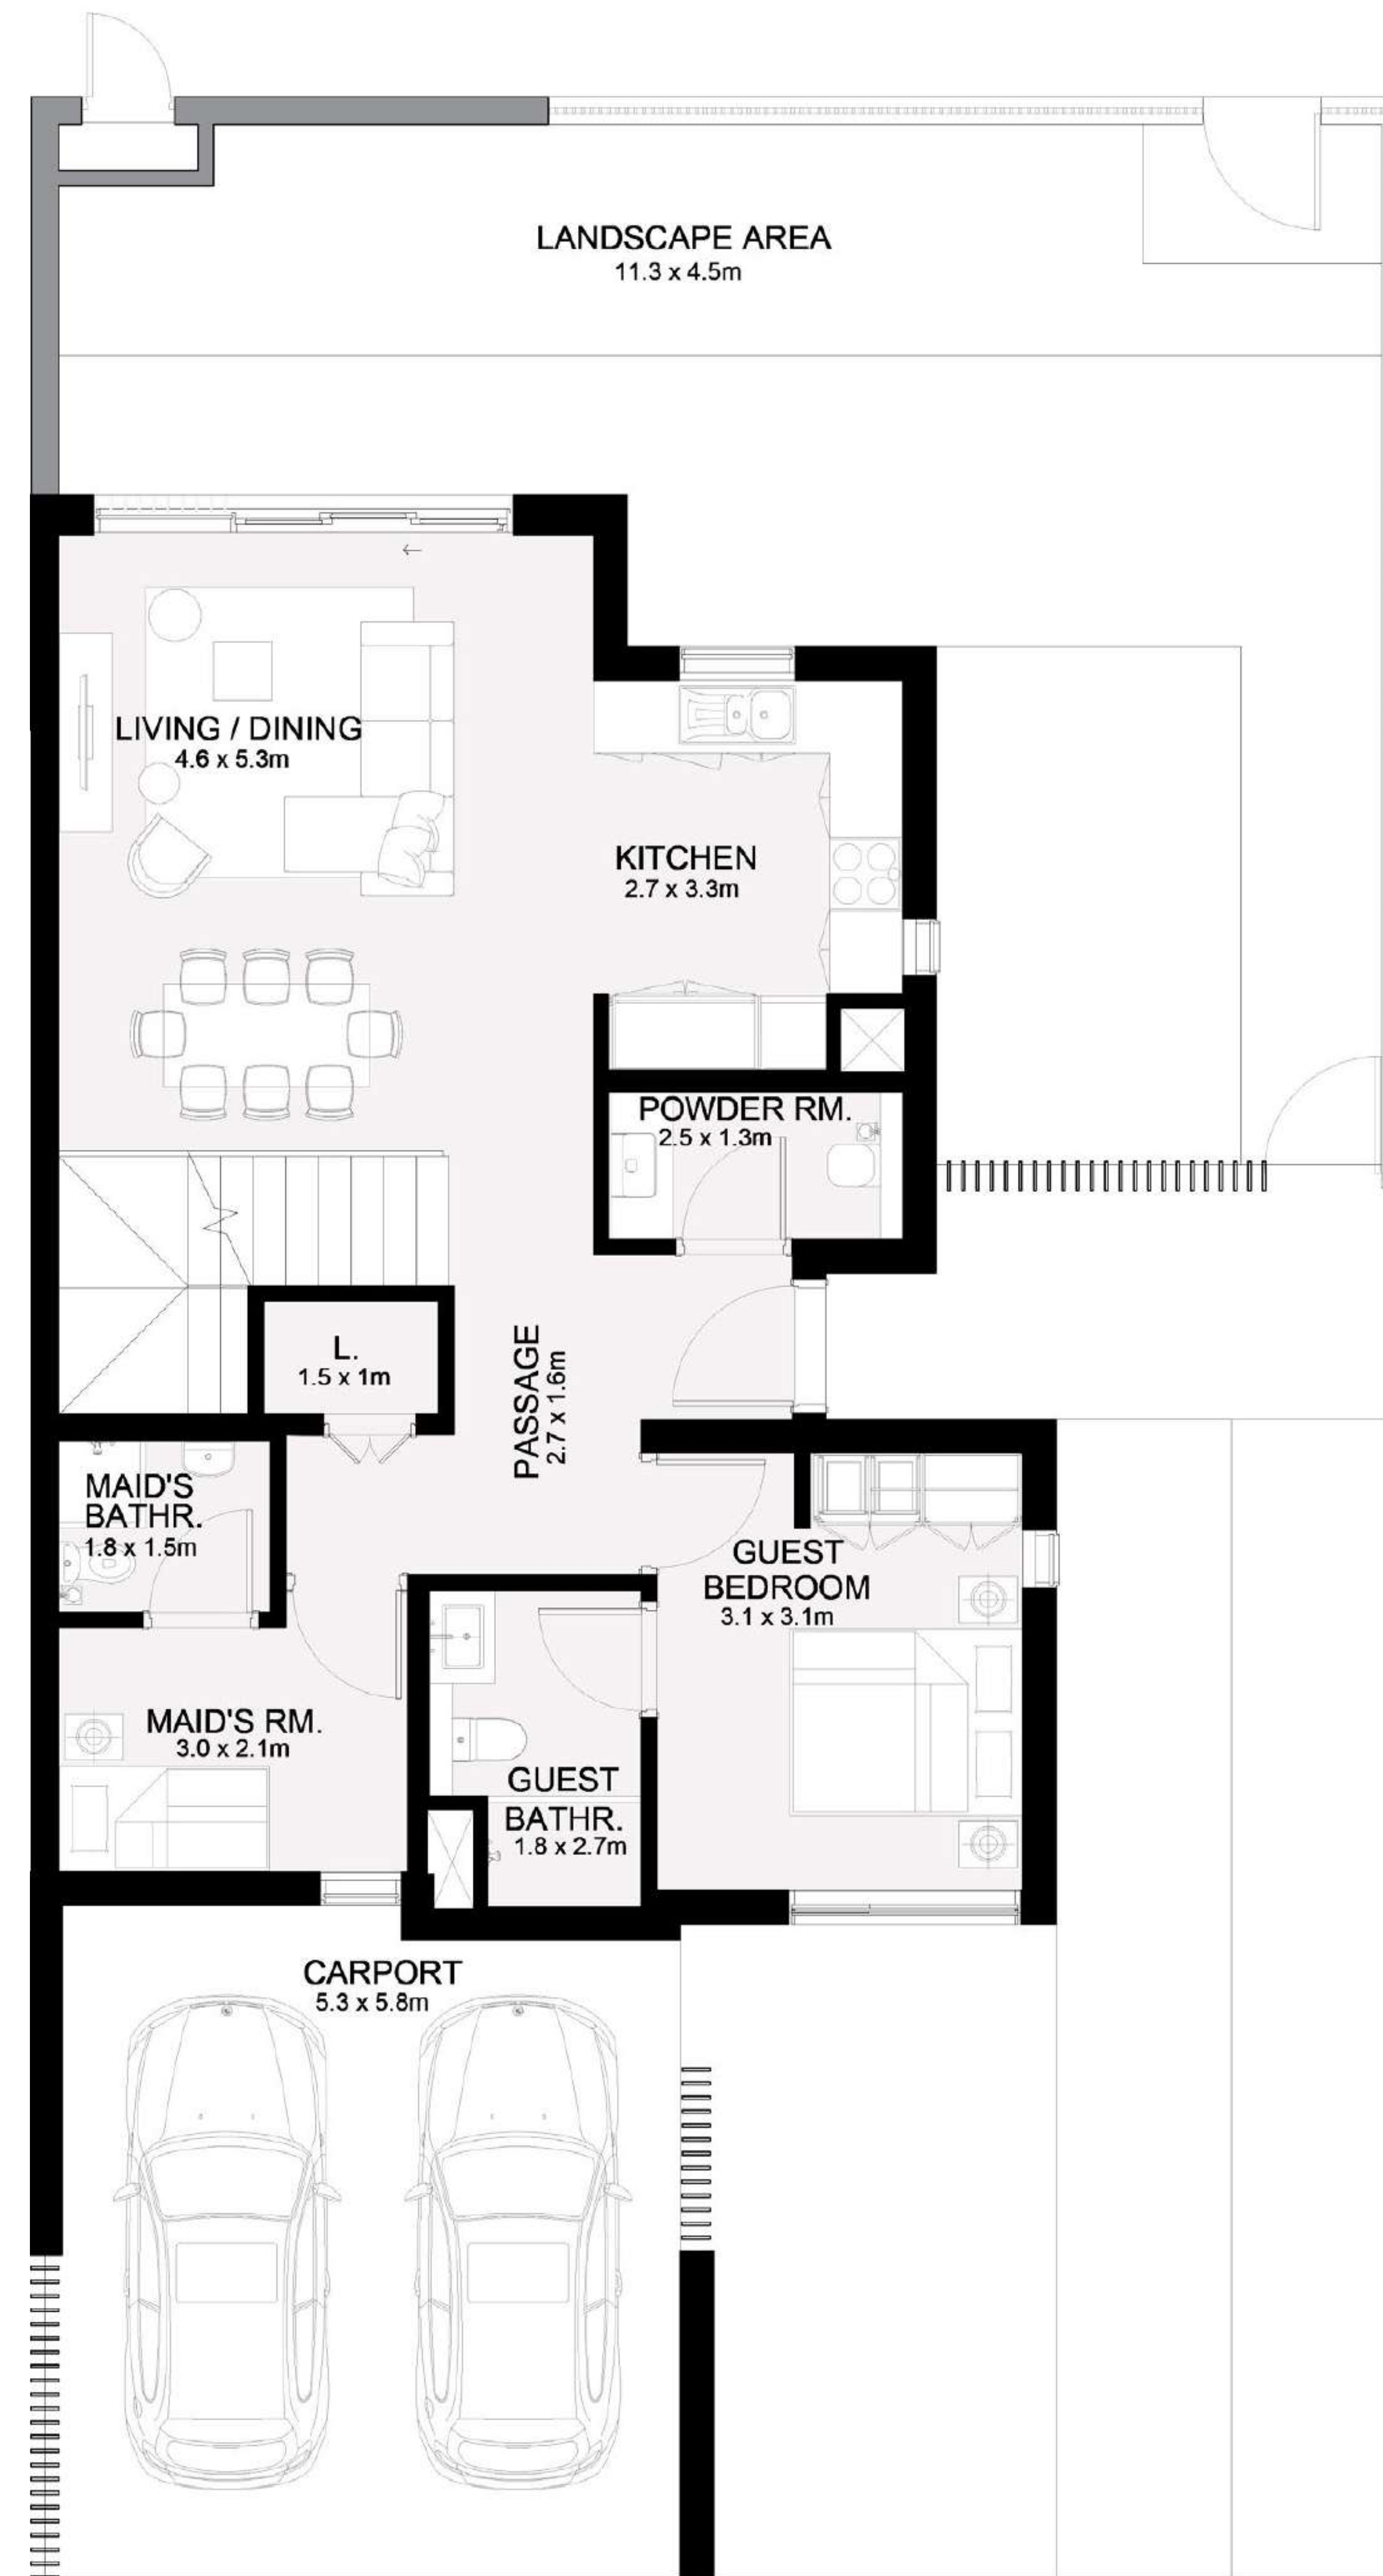 LANDSCAPE AREA
11.3 x 4.5m
LIVING / DINING
4.6 x 5.3m
KITCHEN
2.7 x 3.3m
POWDER RM.
2.5 x 1.3m
L.
1.5 x 1m
PASSAGE
2.7 x 1.6m
MAID'S
BATHR.
1.8 x 1.5m
GUEST
BEDROOM
3.1 x 3.1m
MAID'S RM.
3.0 x 2.1m
GUEST
BATHR.
1.8 x 2.7m
CARPORT
5.3 x 5.8m